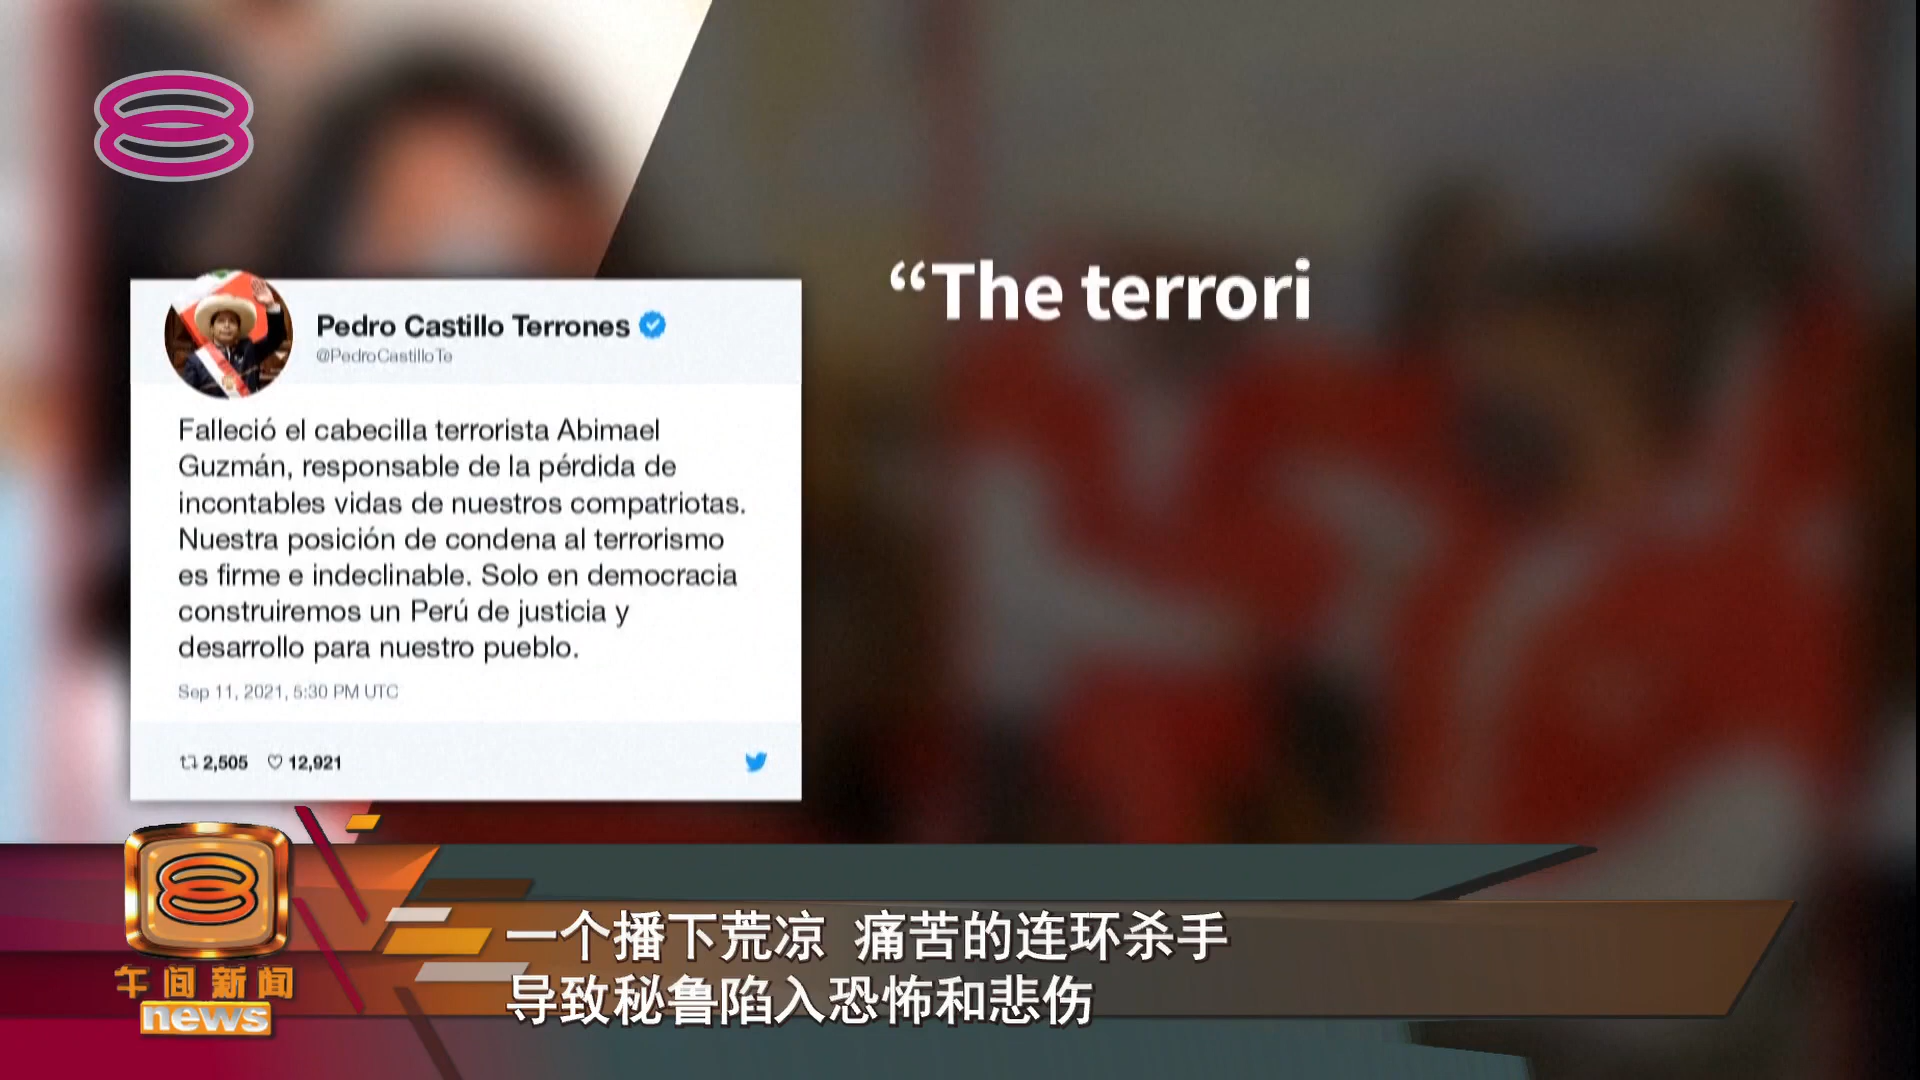 “The terrori
Pedro Castillo Terrones
@PedroCastilloTe
Falleció el cabecilla terrorista Abimael
Guzmán, responsable de la pérdida de
incontables vidas de nuestros compatriotas.
Nuestra posición de condena al terrorismo
es firme e indeclinable. Solo en democracia
construiremos un Perú de justicia y
desarrollo para nuestro pueblo.
Sep 11, 2021, 5:30 PM UTC
2,505 12,921
一个播下荒凉 痛苦的连环杀手
导致秘鲁陷入恐怖和悲伤
午间新闻
news